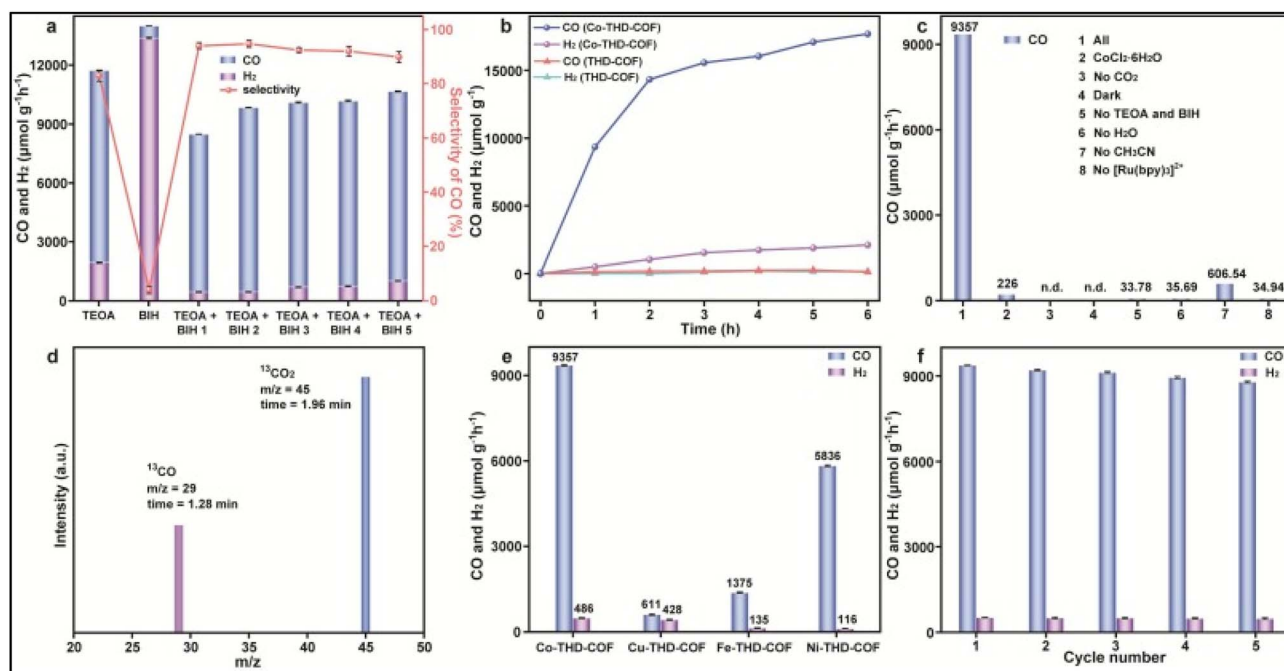 a
CO and H₂ (μmol g⁻¹h⁻¹)
12000
9000
6000
3000
0
CO
H₂
selectivity
100
80
60
40
20
0
Selectivity of CO (%)
TEOA
BIH
TEOA + BIH 1
TEOA + BIH 2
TEOA + BIH 3
TEOA + BIH 4
TEOA + BIH 5
b
CO and H₂ (μmol g⁻¹h⁻¹)
15000
10000
5000
0
CO (Co-THD-COF)
H₂ (Co-THD-COF)
CO (THD-COF)
H₂ (THD-COF)
0 1 2 3 4 5 6
Time (h)
c
CO (μmol g⁻¹h⁻¹)
9000
6000
3000
0
CO
1 All
2 CoCl₂·6H₂O
3 No CO₂
4 Dark
5 No TEOA and BIH
6 No H₂O
7 No CH₃CN
8 No [Ru(bpy)₃]²⁺
9357
226
n.d.
n.d.
33.78
35.69
606.54
34.94
1 2 3 4 5 6 7 8
d
Intensity (a.u.)
¹³CO₂
m/z = 45
time = 1.96 min
¹³CO
m/z = 29
time = 1.28 min
20 25 30 35 40 45 50
m/z
e
CO and H₂ (μmol g⁻¹h⁻¹)
9000
6000
3000
0
CO
H₂
9357
486
611
428
1375
135
5836
116
Co-THD-COF
Cu-THD-COF
Fe-THD-COF
Ni-THD-COF
f
CO and H₂ (μmol g⁻¹h⁻¹)
9000
6000
3000
0
CO
H₂
1 2 3 4 5
Cycle number